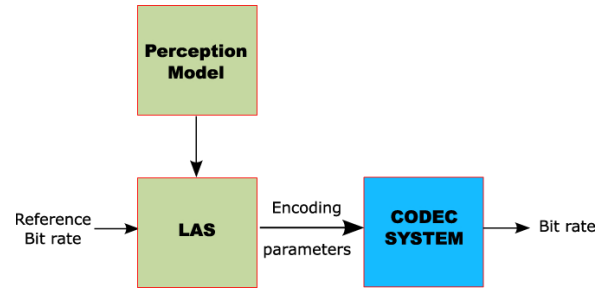 Perception
Model
Reference
Bit rate
LAS
Encoding
parameters
CODEC
SYSTEM
Bit rate